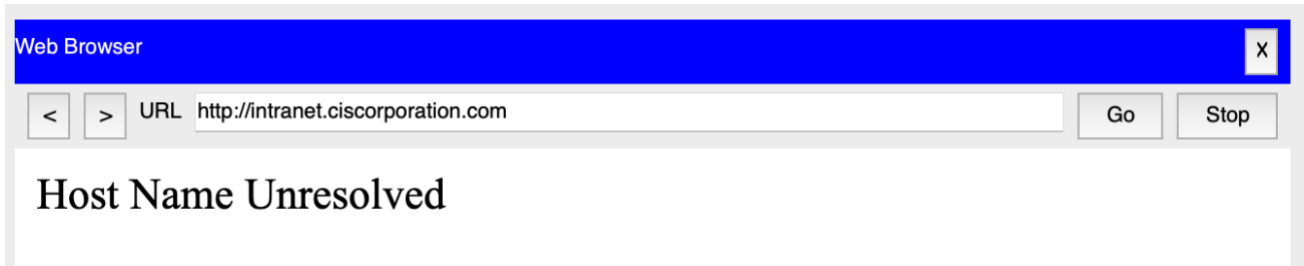 Web Browser
X
< > URL http://intranet.ciscorporation.com Go Stop
Host Name Unresolved